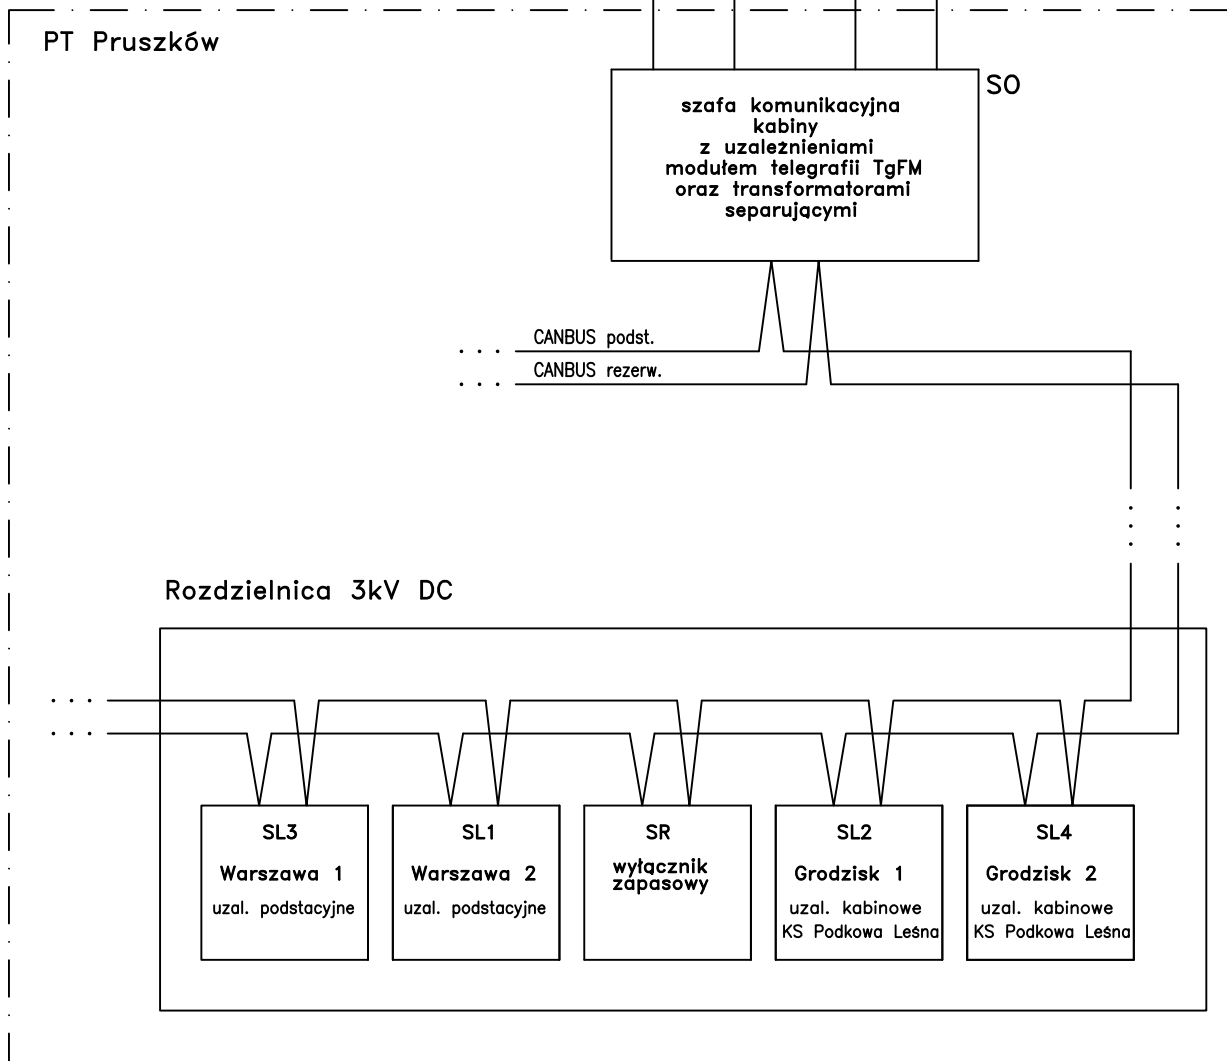 PT Pruszków
SO
szafa komunikacyjna
kabiny
z uzależnieniami
modułem telegrafii TgFM
oraz transformatorami
separującymi
CANBUS podst.
CANBUS rezerw.
Rozdzielnica 3kV DC
SL3
Warszawa 1
uzal. podstacyjne
SL1
Warszawa 2
uzal. podstacyjne
SR
wyłącznik
zapasowy
SL2
Grodzisk 1
uzal. kabinowe
KS Podkowa Leśna
SL4
Grodzisk 2
uzal. kabinowe
KS Podkowa Leśna